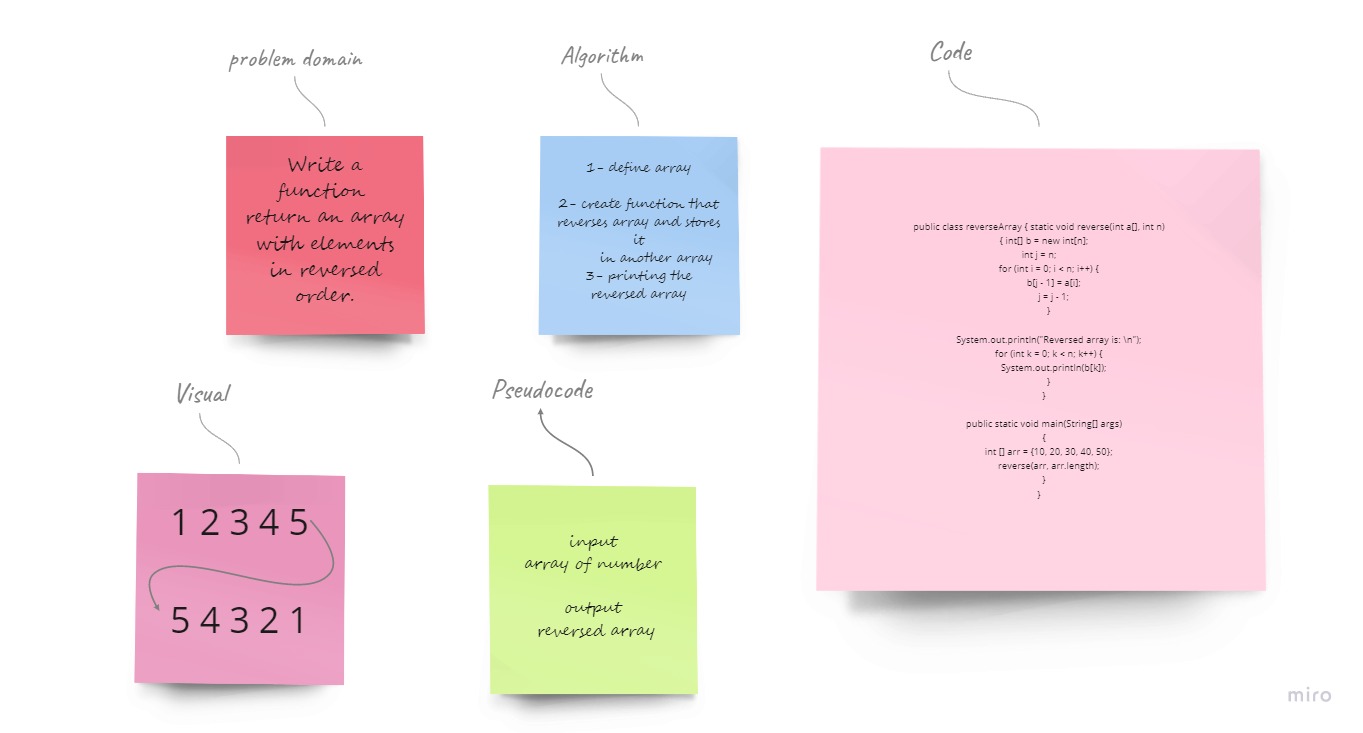 problem domain
Write a
function
return an array
with elements
in reversed
order.
Algorithm
1- define array
2- create function that
reverses array and stores
it
in another array
3- printing the
reversed array
Code
public class reverseArray { static void reverse(int a[], int n)
{ int[] b = new int[n];
int j = n;
for (int i = 0; i < n; i++) {
b[j - 1] = a[i];
j = j - 1;
}
System.out.println("Reversed array is: \n");
for (int k = 0; k < n; k++) {
System.out.println(b[k]);
}
}
public static void main(String[] args)
{
int [] arr = {10, 20, 30, 40, 50};
reverse(arr, arr.length);
}
}
Visual
1 2 3 4 5
5 4 3 2 1
Pseudocode
input
array of number
output
reversed array
miro